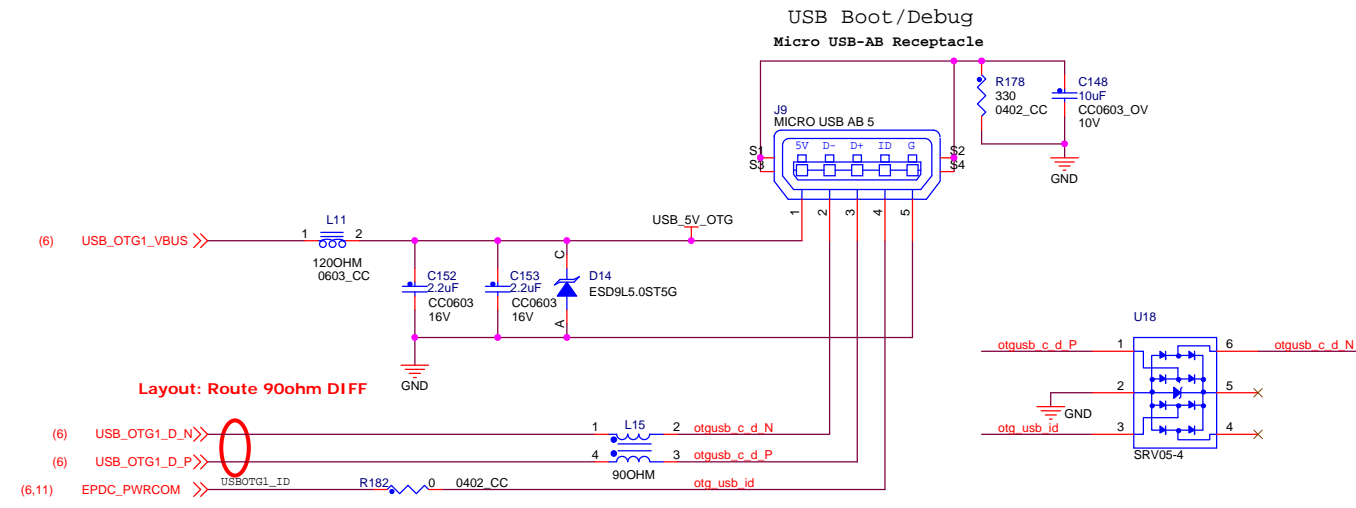 USB Boot/Debug
Micro USB-AB Receptacle
R178
330
0402_CC
C148
10uF
CC0603_OV
10V
GND
J9
MICRO USB AB 5
5V D- D+ ID G
S1
S3
S2
S4
1 2 3 4 5
USB_5V_OTG
(6) USB_OTG1_VBUS
L11
1 2
120OHM
0603_CC
C152
2.2uF
CC0603
16V
C153
2.2uF
CC0603
16V
C
A
D14
ESD9L5.0ST5G
GND
Layout: Route 90ohm DIFF
(6) USB_OTG1_D_N
(6) USB_OTG1_D_P
L15
1 2 otgusb_c_d_N
4 3 otgusb_c_d_P
90OHM
USBOTG1_ID
(6,11) EPDC_PWRCOM
R182 0 0402_CC
otg_usb_id
U18
otgusb_c_d_P 1
6 otgusb_c_d_N
2
5
GND
otg_usb_id 3
4
SRV05-4